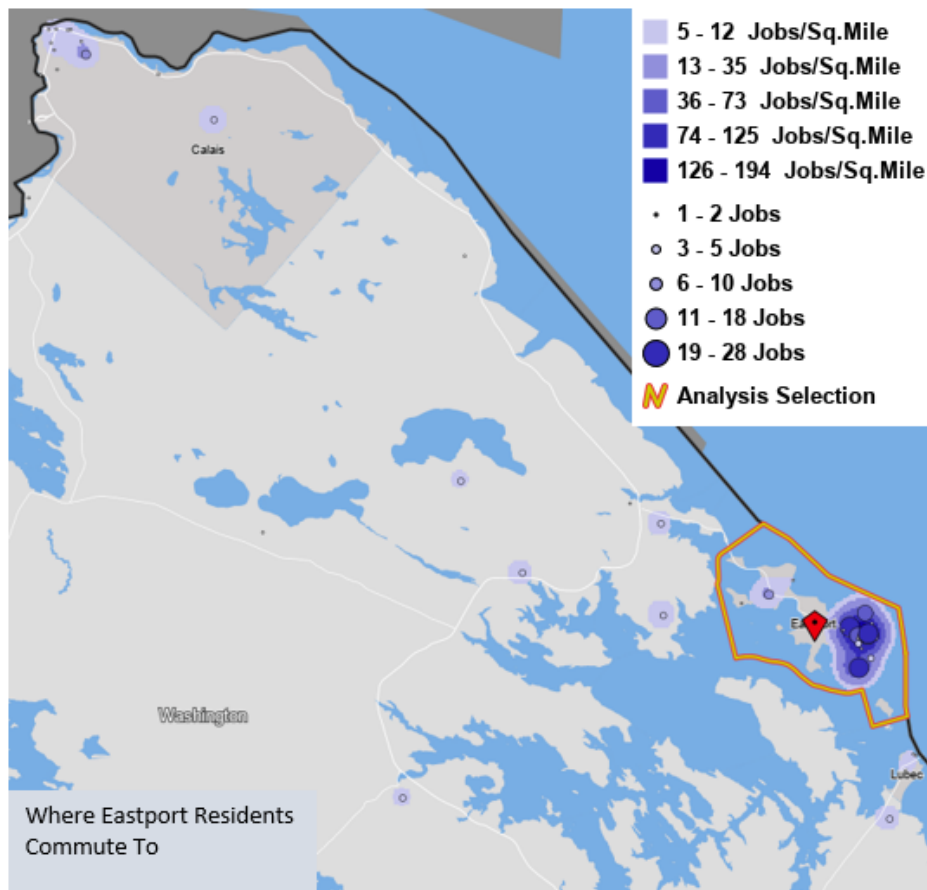 5 - 12 Jobs/Sq.Mile
13 - 35 Jobs/Sq.Mile
36 - 73 Jobs/Sq.Mile
74 - 125 Jobs/Sq.Mile
126 - 194 Jobs/Sq.Mile
1 - 2 Jobs
3 - 5 Jobs
6 - 10 Jobs
11 - 18 Jobs
19 - 28 Jobs
Analysis Selection
Calais
Eastport
Washington
Lubec
Where Eastport Residents
Commute To